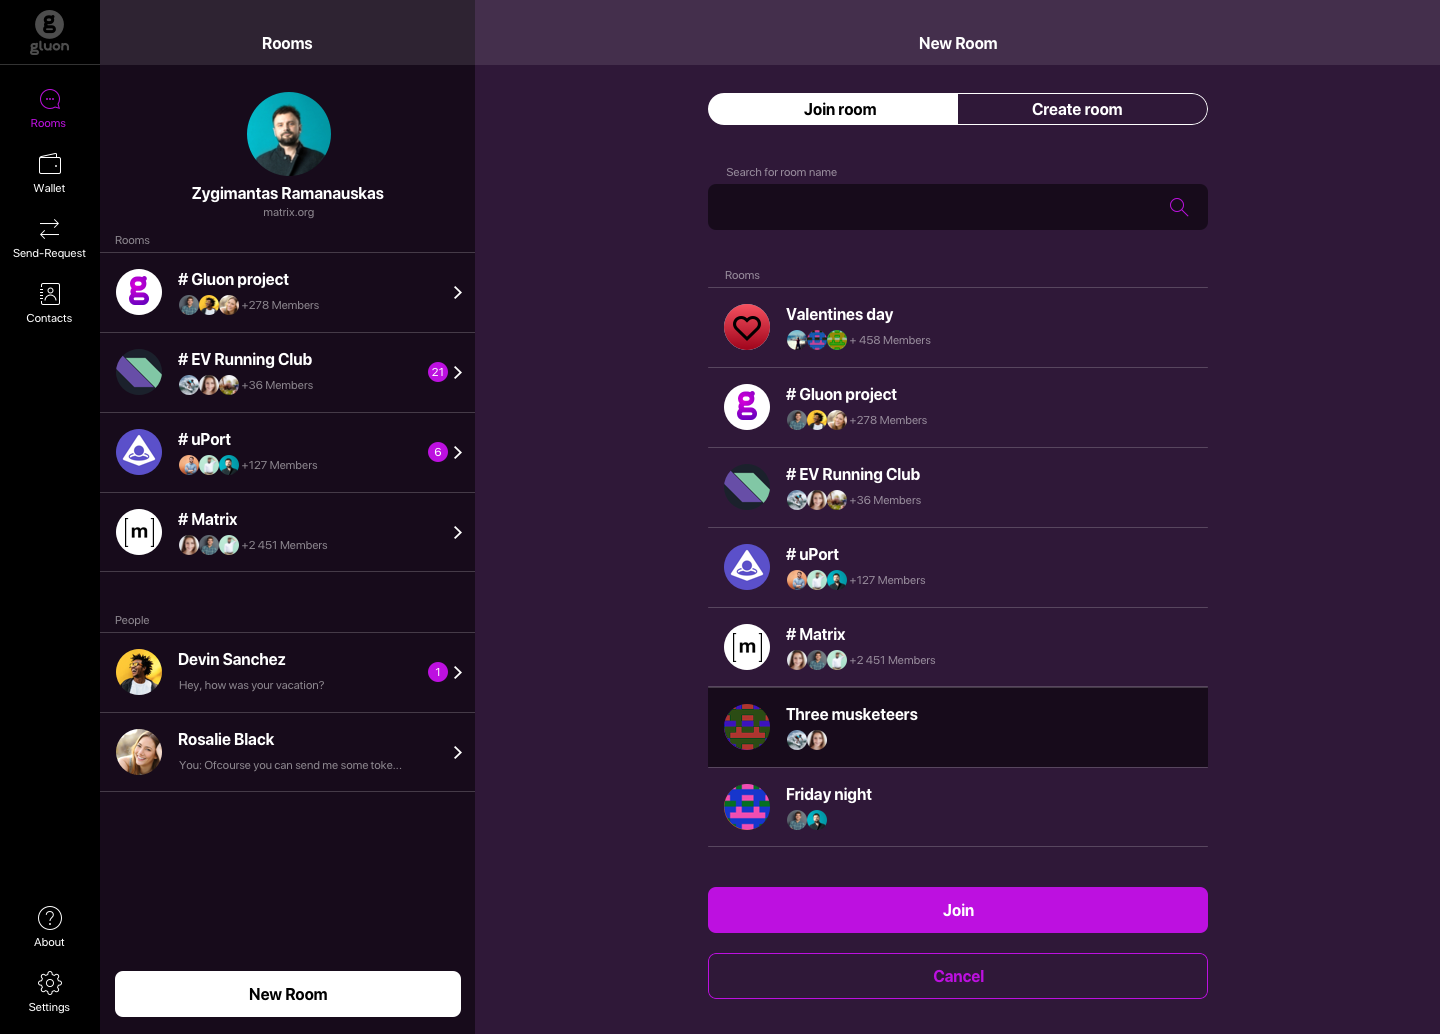 g
gluon
Rooms
Wallet
Send-Request
Contacts
About
Settings
Rooms
Zygimantas Ramanauskas
matrix.org
Rooms
g
# Gluon project
+278 Members
# EV Running Club
+36 Members
21
# uPort
+127 Members
6
[m]
# Matrix
+2 451 Members
People
Devin Sanchez
Hey, how was your vacation?
1
Rosalie Black
You: Ofcourse you can send me some toke...
New Room
New Room
Join room
Create room
Search for room name
Rooms
Valentines day
+ 458 Members
g
# Gluon project
+278 Members
# EV Running Club
+36 Members
# uPort
+127 Members
[m]
# Matrix
+2 451 Members
Three musketeers
Friday night
Join
Cancel